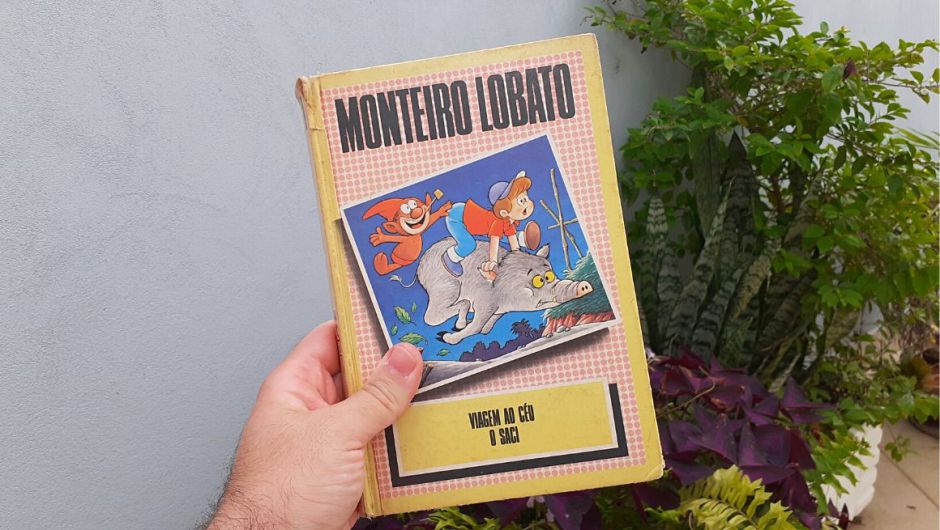 MONTEIRO LOBATO
VIAGEM AO CÉU
O SACI